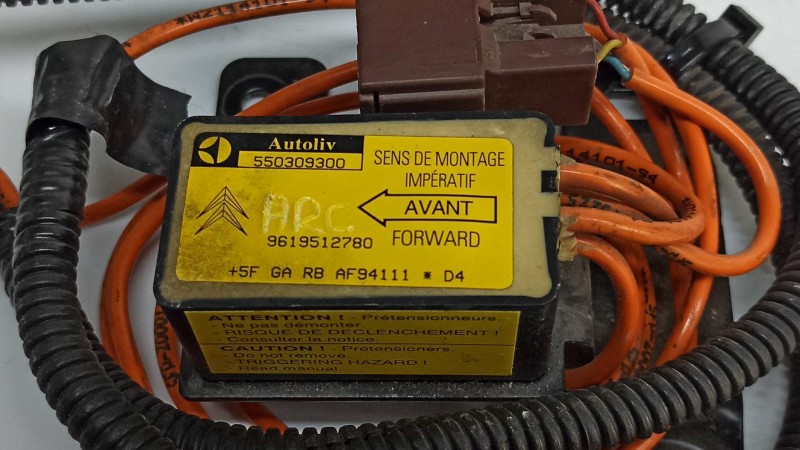 Autoliv
550309300
SENS DE MONTAGE
IMPÉRATIF
AVANT
FORWARD
ARC
9619512780
+5F GA RB AF94111 * D4
ATTENTION ! - Prétensionneurs.
- Ne pas démonter.
- RISQUE DE DECLENCHEMENT !
- Consulter la notice.
CAUTION ! - Pretensioners.
- Do not remove.
- TRIGGERING HAZARD !
- Read manual.